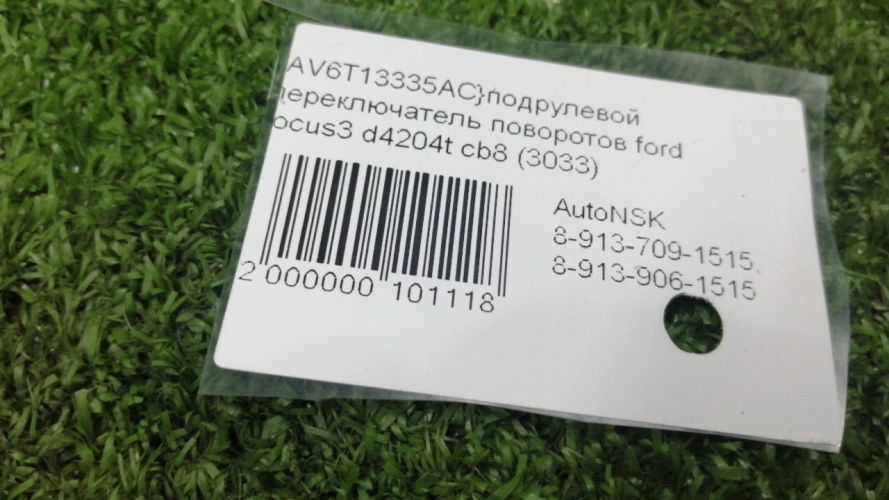 AV6T13335AC}подрулевой
переключатель поворотов ford
ocus3 d4204t cb8 (3033)
AutoNSK
8-913-709-1515,
8-913-906-1515
2 000000 101118